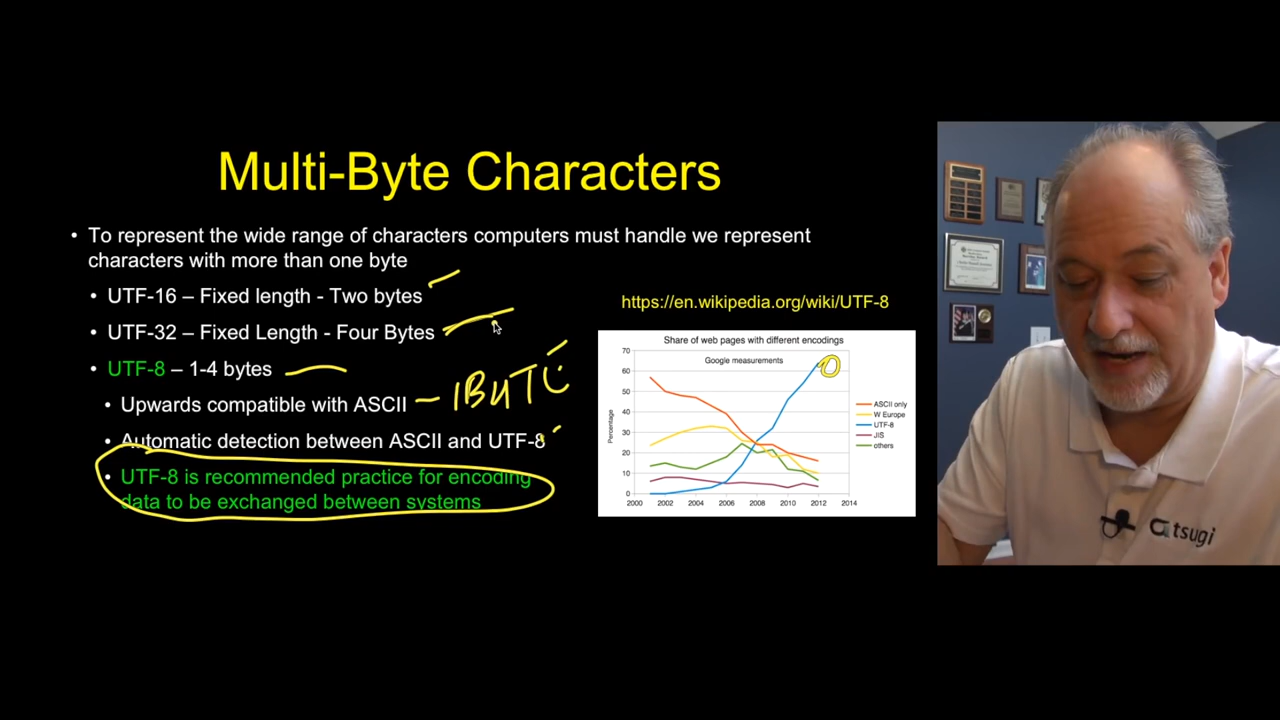 Multi-Byte Characters
• To represent the wide range of characters computers must handle we represent
characters with more than one byte
• UTF-16 – Fixed length - Two bytes
• UTF-32 – Fixed Length - Four Bytes
• UTF-8 – 1-4 bytes
• Upwards compatible with ASCII
1BYTE
• Automatic detection between ASCII and UTF-8
• UTF-8 is recommended practice for encoding
data to be exchanged between systems
https://en.wikipedia.org/wiki/UTF-8
Share of web pages with different encodings
Google measurements
Percentage
70
60
50
40
30
20
10
0
2000 2002 2004 2006 2008 2010 2012 2014
ASCII only
W Europe
UTF-8
JIS
others
tsugi